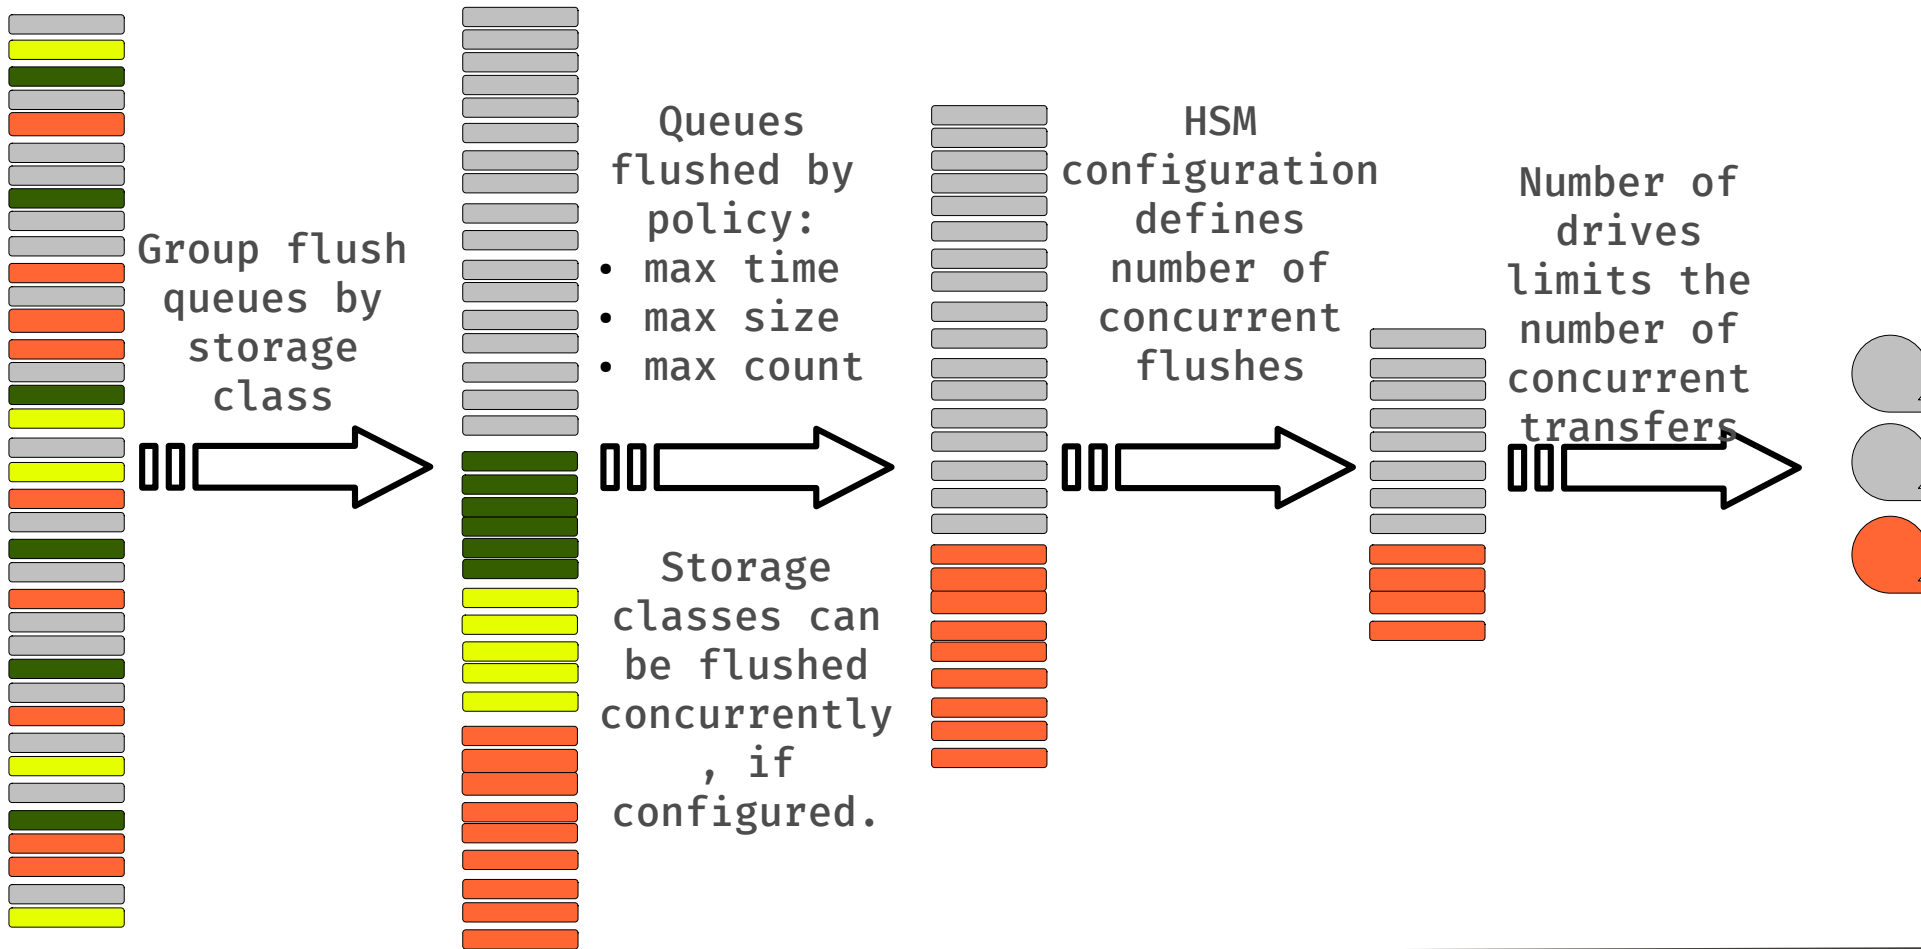 Group flush
queues by
storage
class
Queues
flushed by
policy:
• max time
• max size
• max count
Storage
classes can
be flushed
concurrently
, if
configured.
HSM
configuration
defines
number of
concurrent
flushes
Number of
drives
limits the
number of
concurrent
transfers